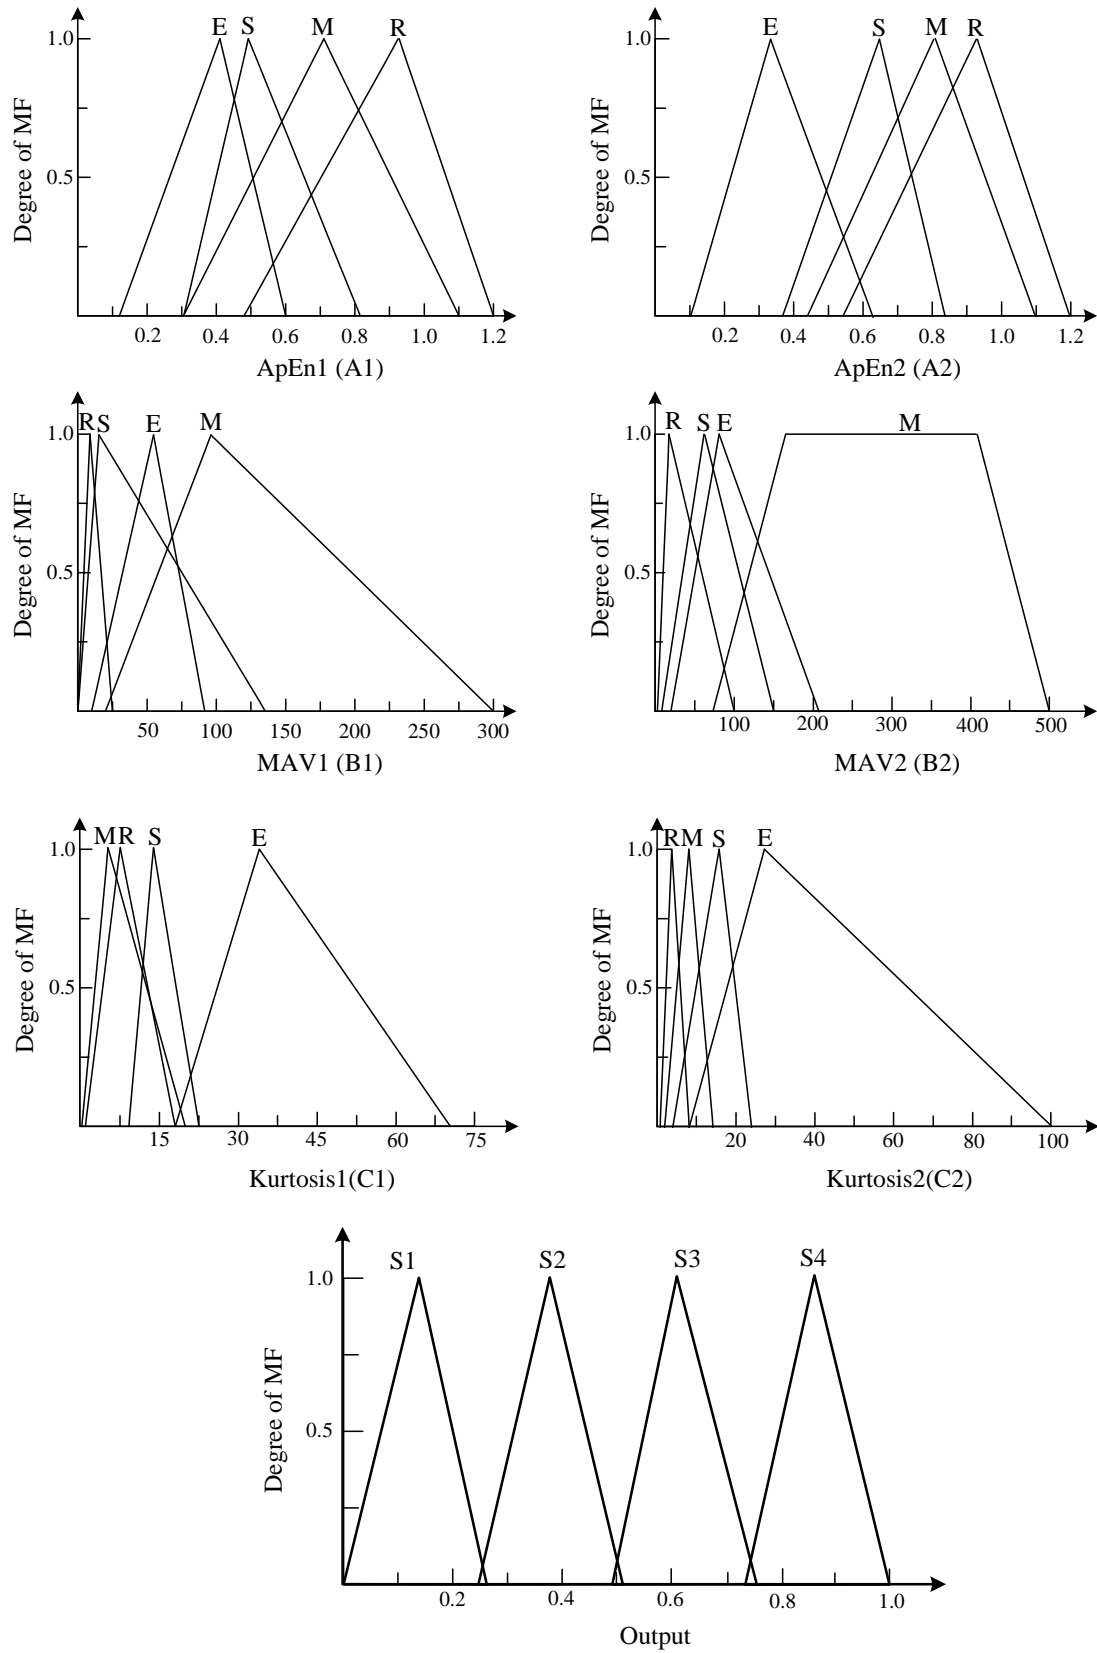 E S M R
1.0
0.5
Degree of MF
0.2 0.4 0.6 0.8 1.0 1.2
ApEn1 (A1)
E S M R
1.0
0.5
Degree of MF
0.2 0.4 0.6 0.8 1.0 1.2
ApEn2 (A2)
R S E M
1.0
0.5
Degree of MF
50 100 150 200 250 300
MAV1 (B1)
R S E M
1.0
0.5
Degree of MF
100 200 300 400 500
MAV2 (B2)
M R S E
1.0
0.5
Degree of MF
15 30 45 60 75
Kurtosis1(C1)
R M S E
1.0
0.5
Degree of MF
20 40 60 80 100
Kurtosis2(C2)
S1 S2 S3 S4
1.0
0.5
Degree of MF
0.2 0.4 0.6 0.8 1.0
Output